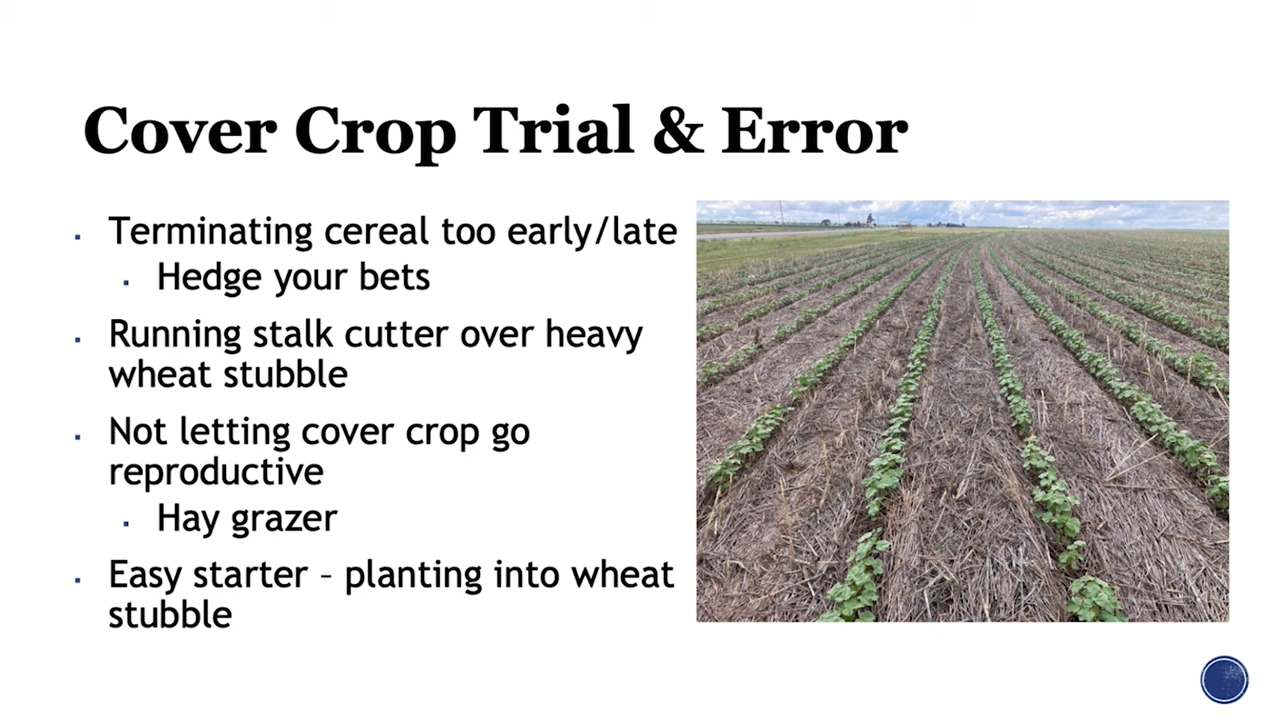 Cover Crop Trial & Error
Terminating cereal too early/late
Hedge your bets
Running stalk cutter over heavy
wheat stubble
Not letting cover crop go
reproductive
Hay grazer
Easy starter – planting into wheat
stubble